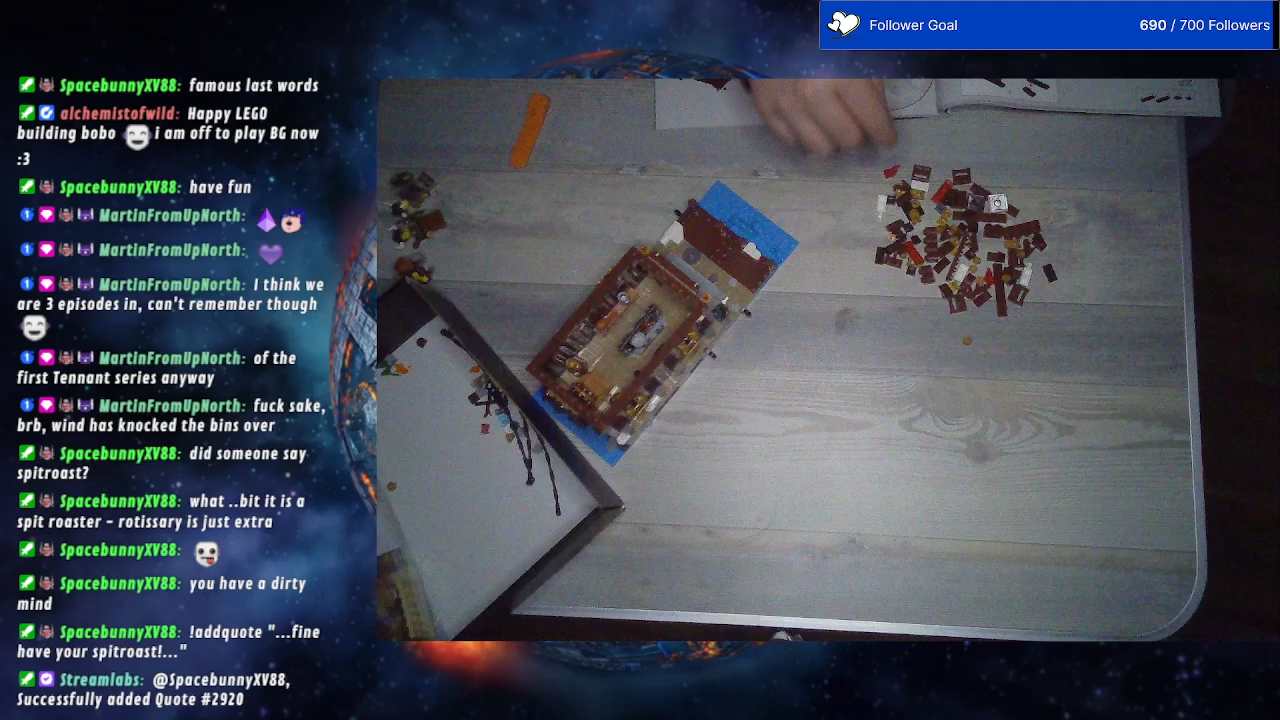 Follower Goal 690 / 700 Followers
SpacebunnyXV88: famous last words
alchemistofwild: Happy LEGO
building bobo i am off to play BG now
:3
SpacebunnyXV88: have fun
MartinFromUpNorth:
MartinFromUpNorth:
MartinFromUpNorth: I think we
are 3 episodes in, can't remember though
MartinFromUpNorth: of the
first Tennant series anyway
MartinFromUpNorth: fuck sake,
brb, wind has knocked the bins over
SpacebunnyXV88: did someone say
spitroast?
SpacebunnyXV88: what ..bit it is a
spit roaster - rotissary is just extra
SpacebunnyXV88:
SpacebunnyXV88: you have a dirty
mind
SpacebunnyXV88: !addquote "...fine
have your spitroast!..."
Streamlabs: @SpacebunnyXV88,
Successfully added Quote #2920